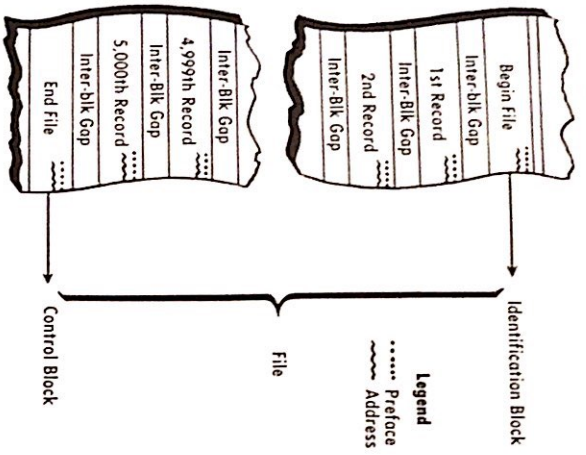 Begin File
Inter-blk Gap
1st Record
Inter-Blk Gap
2nd Record
Inter-Blk Gap
Inter-Blk Gap
4,999th Record
Inter-Blk Gap
5,000th Record
Inter-Blk Gap
End File
Identification Block
Legend
Preface
Address
File
Control Block